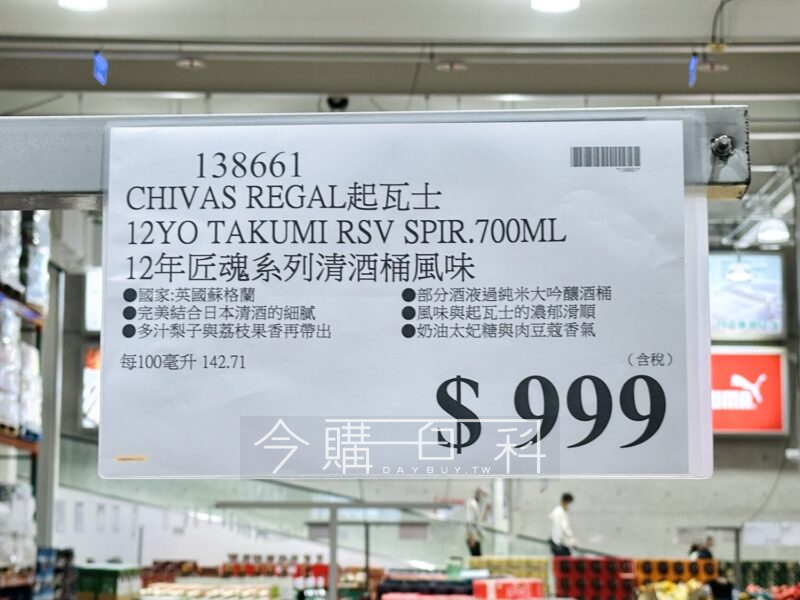 138661
*138661*
CHIVAS REGAL起瓦士
12YO TAKUMI RSV SPIR.700ML
12年匠魂系列清酒桶風味
●國家:英國蘇格蘭
●完美結合日本清酒的細膩
●多汁梨子與荔枝果香再帶出
●部分酒液過純米大吟釀酒桶
●風味與起瓦士的濃郁滑順
●奶油太妃糖與肉豆蔻香氣
每100毫升 142.71
(含稅)
$ 999
今購百科
DAYBUY.TW
PUMA